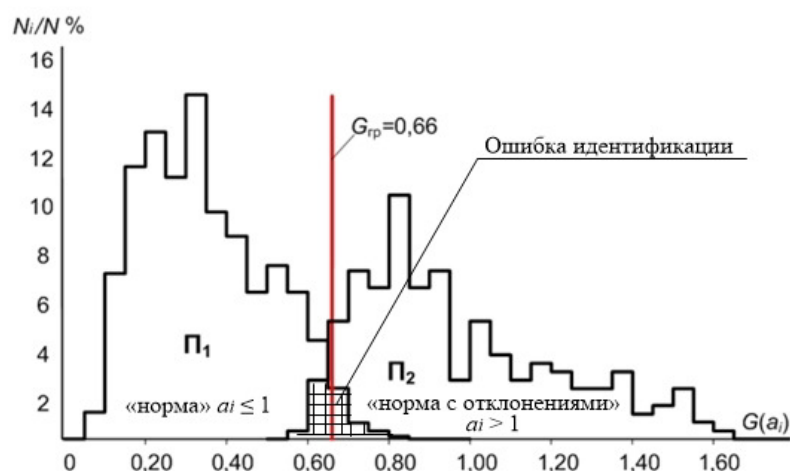 Ni/N %
16
14
12
10
8
6
4
2
Gгр=0,66
Ошибка идентификации
П1
П2
«норма» ai ≤ 1
«норма с отклонениями»
ai > 1
G(ai)
0 0,20 0,40 0,60 0,80 1,00 1,20 1,40 1,60